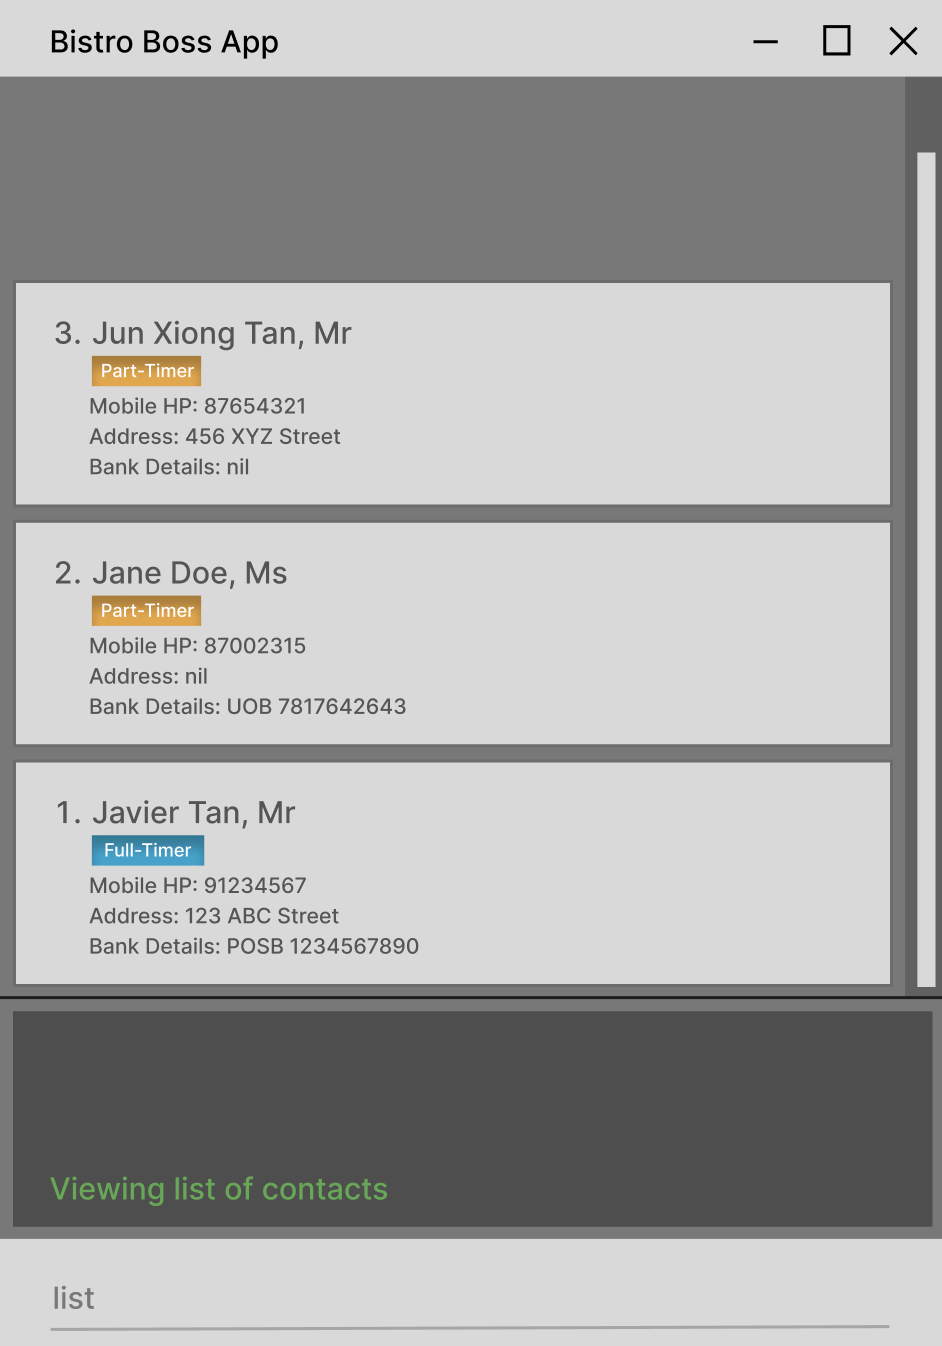 Bistro Boss App
3. Jun Xiong Tan, Mr
Part-Timer
Mobile HP: 87654321
Address: 456 XYZ Street
Bank Details: nil
2. Jane Doe, Ms
Part-Timer
Mobile HP: 87002315
Address: nil
Bank Details: UOB 7817642643
1. Javier Tan, Mr
Full-Timer
Mobile HP: 91234567
Address: 123 ABC Street
Bank Details: POSB 1234567890
Viewing list of contacts
list